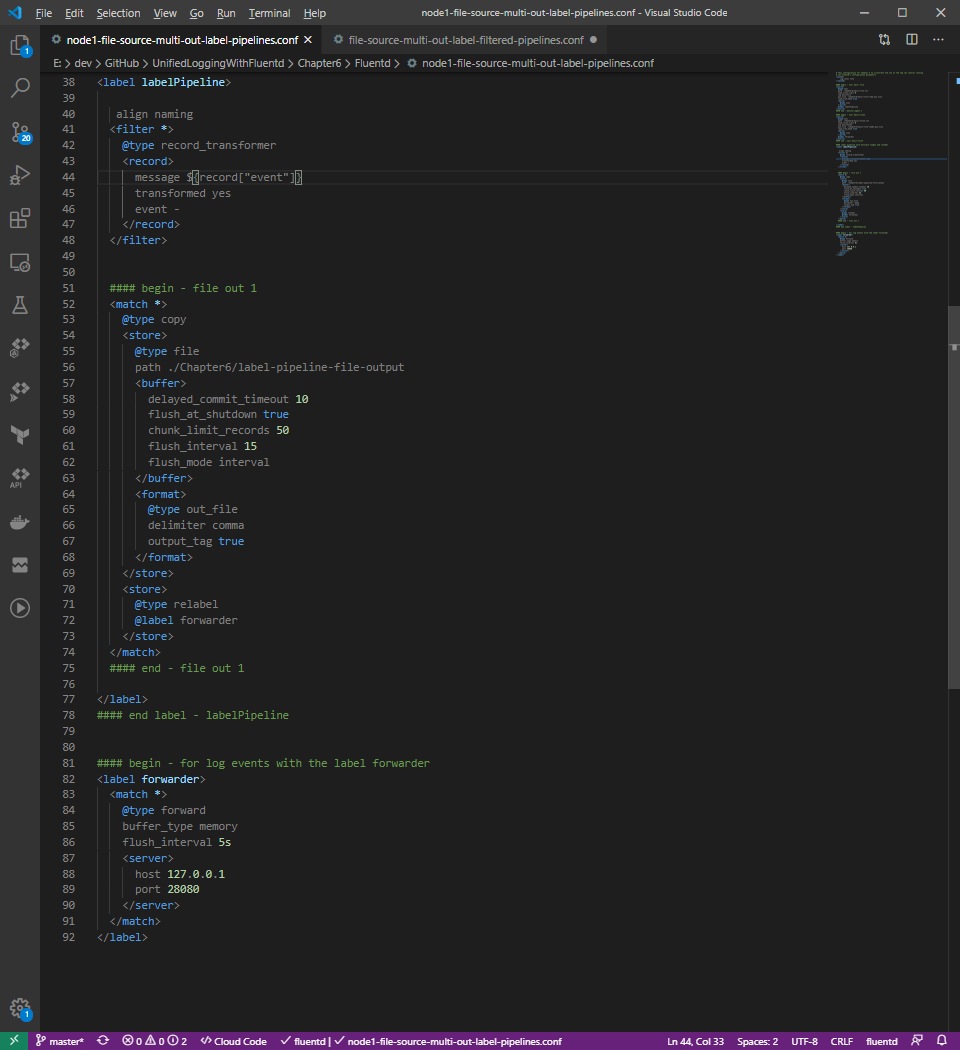 File Edit Selection View Go Run Terminal Help node1-file-source-multi-out-label-pipelines.conf - Visual Studio Code
node1-file-source-multi-out-label-pipelines.conf file-source-multi-out-label-filtered-pipelines.conf
E: > dev > GitHub > UnifiedLoggingWithFluentd > Chapter6 > Fluentd > node1-file-source-multi-out-label-pipelines.conf
1
20
API
1
38 <label labelPipeline>
39
40 align naming
41 <filter *>
42 @type record_transformer
43 <record>
44 message ${record["event"]}
45 transformed yes
46 event -
47 </record>
48 </filter>
49
50
51 #### begin - file out 1
52 <match *>
53 @type copy
54 <store>
55 @type file
56 path ./Chapter6/label-pipeline-file-output
57 <buffer>
58 delayed_commit_timeout 10
59 flush_at_shutdown true
60 chunk_limit_records 50
61 flush_interval 15
62 flush_mode interval
63 </buffer>
64 <format>
65 @type out_file
66 delimiter comma
67 output_tag true
68 </format>
69 </store>
70 <store>
71 @type relabel
72 @label forwarder
73 </store>
74 </match>
75 #### end - file out 1
76
77 </label>
78 #### end label - labelPipeline
79
80
81 #### begin - for log events with the label forwarder
82 <label forwarder>
83 <match *>
84 @type forward
85 buffer_type memory
86 flush_interval 5s
87 <server>
88 host 127.0.0.1
89 port 28080
90 </server>
91 </match>
92 </label>
master* 0 0 2 Cloud Code fluentd | node1-file-source-multi-out-label-pipelines.conf Ln 44, Col 33 Spaces: 2 UTF-8 CRLF fluentd